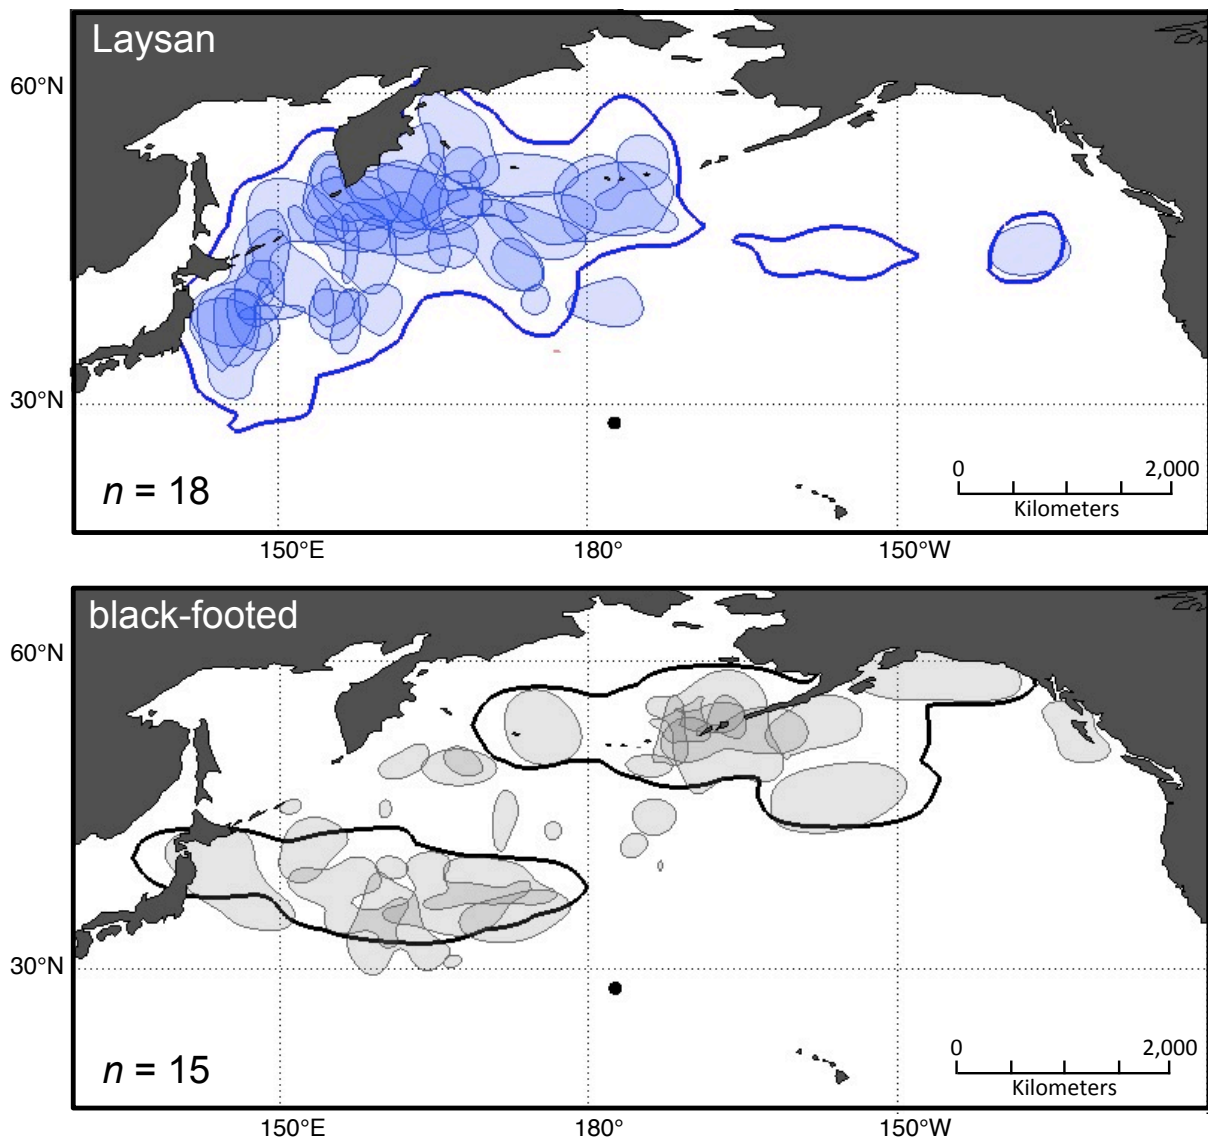 Laysan
60°N
30°N
n = 18
0 2,000
Kilometers
150°E 180° 150°W
black-footed
60°N
30°N
n = 15
0 2,000
Kilometers
150°E 180° 150°W